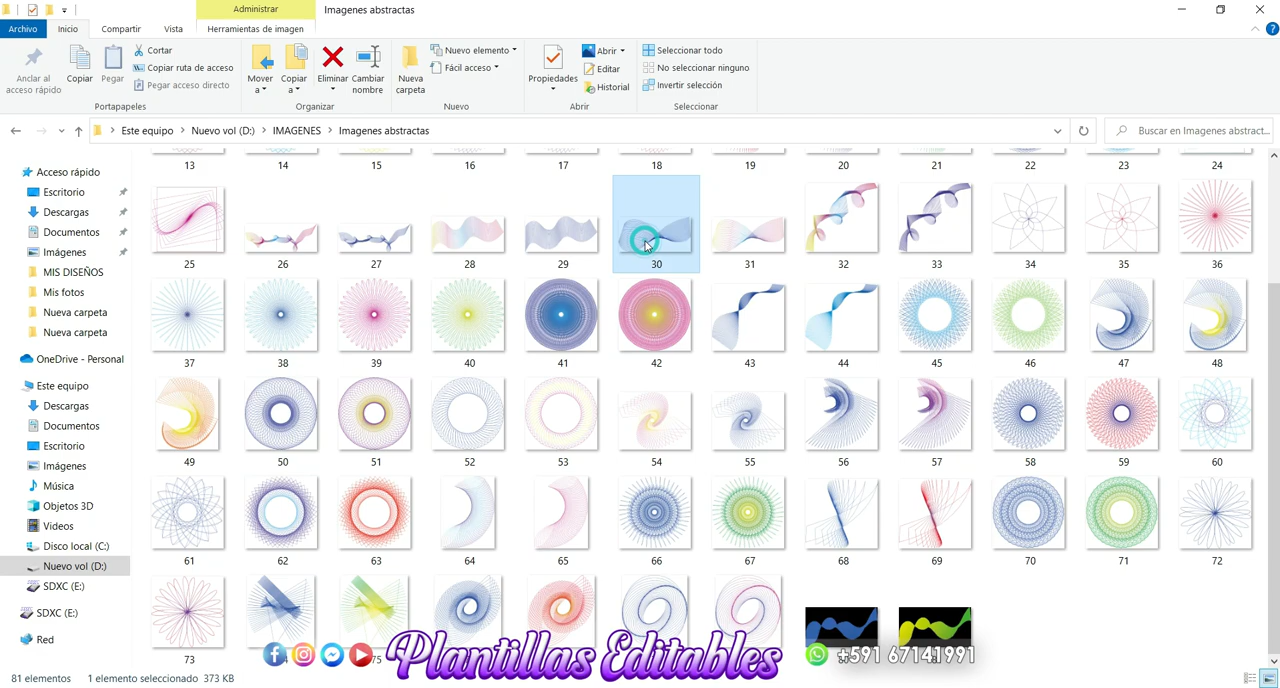 Administrar
Imagenes abstractas
Archivo Inicio Compartir Vista Herramientas de imagen
Anclar al acceso rápido
Copiar
Pegar
Cortar
Copiar ruta de acceso
Pegar acceso directo
Portapapeles
Mover a
Copiar a
Eliminar
Cambiar nombre
Organizar
Nueva carpeta
Nuevo elemento
Fácil acceso
Nuevo
Propiedades
Abrir
Editar
Historial
Abrir
Seleccionar todo
No seleccionar ninguno
Invertir selección
Seleccionar
Este equipo > Nuevo vol (D:) > IMAGENES > Imagenes abstractas
Buscar en Imagenes abstract...
Acceso rápido
Escritorio
Descargas
Documentos
Imágenes
MIS DISEÑOS
Mis fotos
Nueva carpeta
Nueva carpeta
OneDrive - Personal
Este equipo
Descargas
Documentos
Escritorio
Imágenes
Música
Objetos 3D
Videos
Disco local (C:)
Nuevo vol (D:)
SDXC (E:)
SDXC (E:)
Red
13 14 15 16 17 18 19 20 21 22 23 24
25 26 27 28 29 30 31 32 33 34 35 36
37 38 39 40 41 42 43 44 45 46 47 48
49 50 51 52 53 54 55 56 57 58 59 60
61 62 63 64 65 66 67 68 69 70 71 72
73 75
Plantillas Editables
+591 67141991
81 elementos 1 elemento seleccionado 373 KB